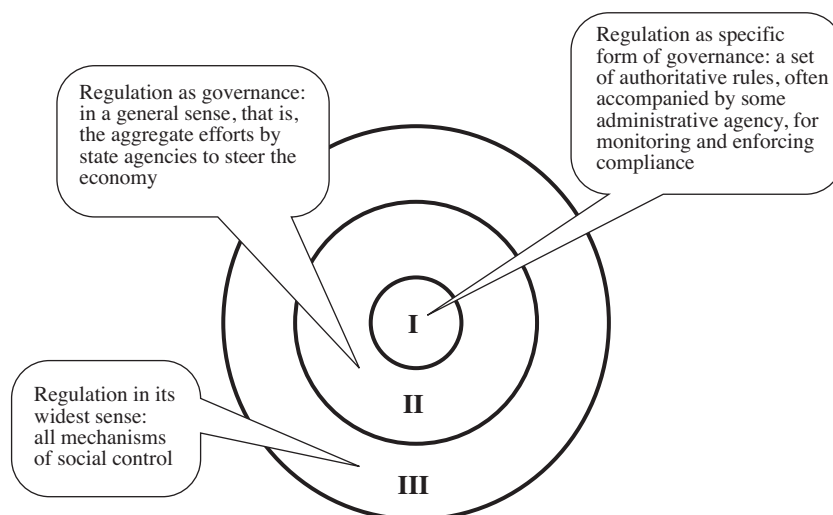 Regulation as specific
form of governance: a set
of authoritative rules, often
accompanied by some
administrative agency, for
monitoring and enforcing
compliance
Regulation as governance:
in a general sense, that is,
the aggregate efforts by
state agencies to steer the
economy
I
II
Regulation in its
widest sense:
all mechanisms
of social control
III